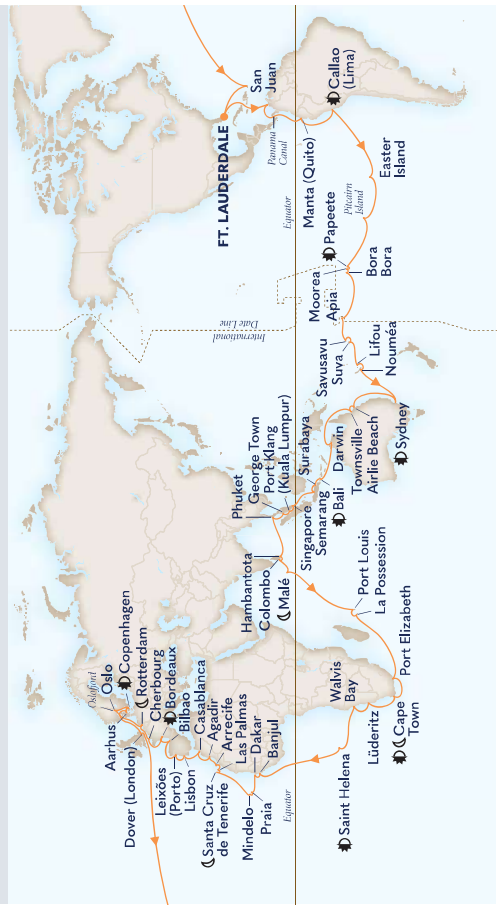 Oslofjord
Oslo
Copenhagen
Aarhus
Rotterdam
Dover (London)
Cherbourg
Bordeaux
Bilbao
Leixões
(Porto)
Lisbon
Casablanca
Agadir
Arrecife
Las Palmas
Santa Cruz
de Tenerife
Dakar
Banjul
Mindelo
Praia
Equator
Saint Helena
Walvis
Bay
Lüderitz
Cape
Town
Port Elizabeth
Port Louis
La Possession
Hambantota
Colombo
Malé
Phuket
George Town
Port Klang
(Kuala Lumpur)
Singapore
Semarang
Surabaya
Bali
Darwin
Townsville
Airlie Beach
Sydney
Lifou
Nouméa
Savusavu
Suva
International
Date Line
Apia
Moorea
Bora
Bora
Papeete
Pitcairn
Island
Easter
Island
Equator
Manta (Quito)
Callao
(Lima)
Panama
Canal
San
Juan
FT. LAUDERDALE